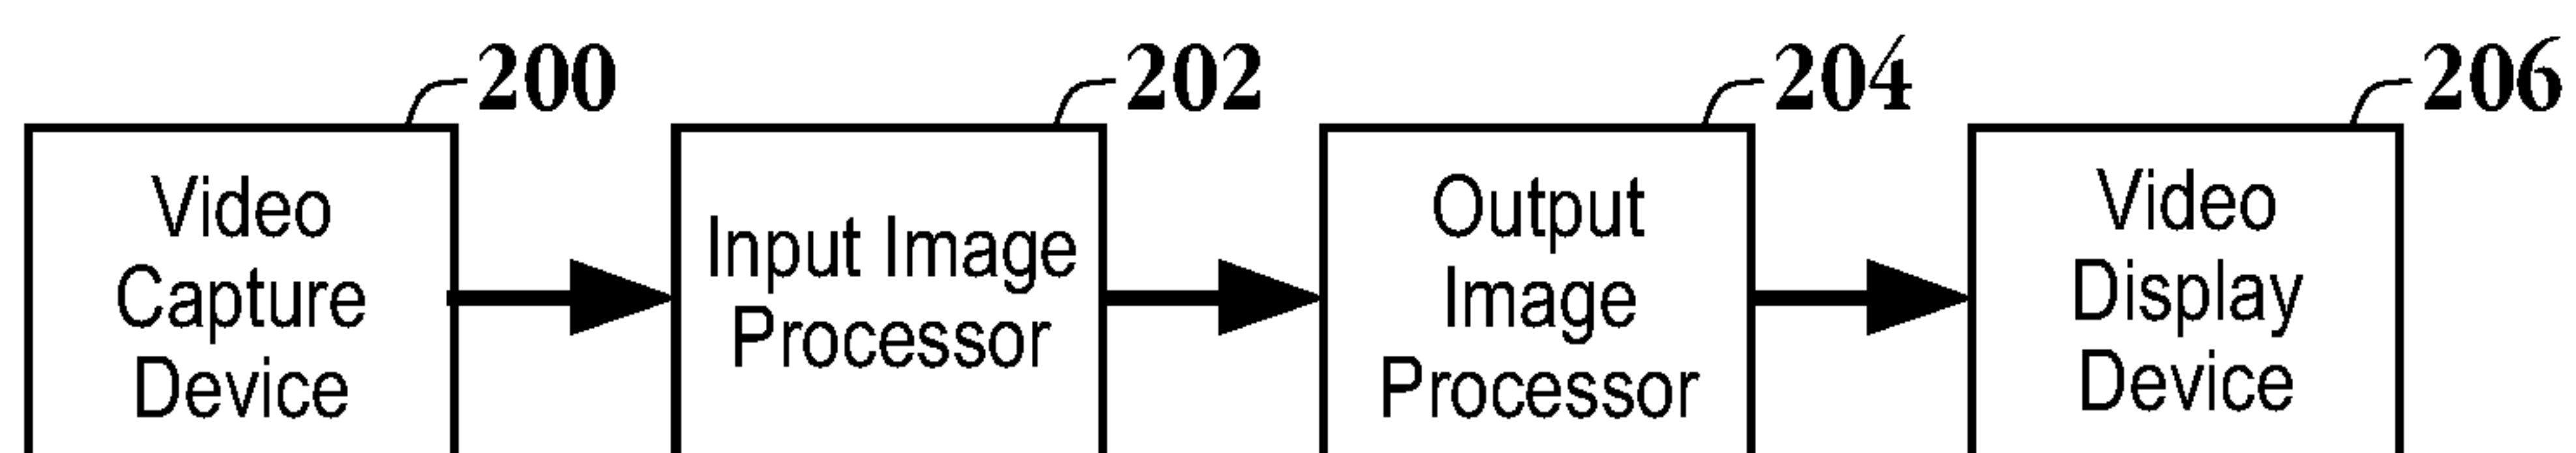 200
202
204
206
Video
Capture
Device
Input Image
Processor
Output
Image
Processor
Video
Display
Device